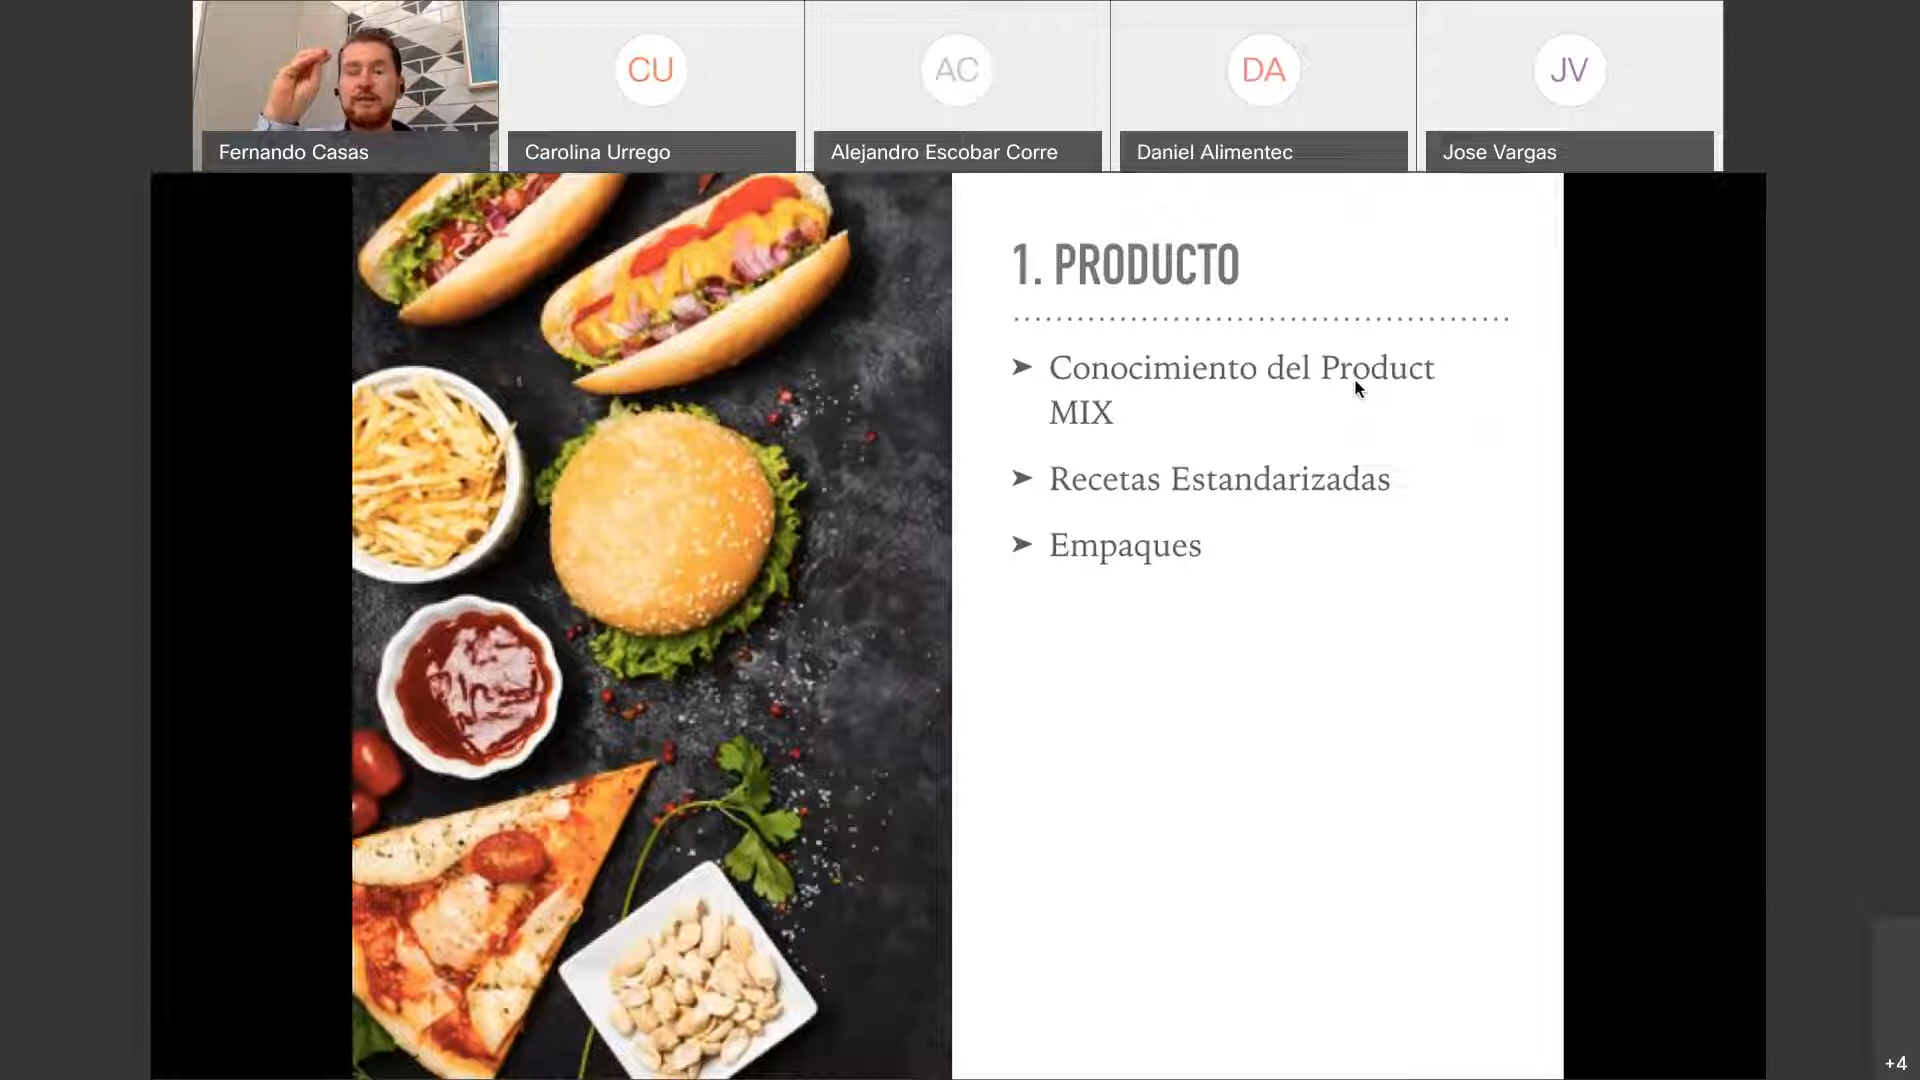 CU
AC
DA
JV
Fernando Casas
Carolina Urrego
Alejandro Escobar Corre
Daniel Alimentec
Jose Vargas
1. PRODUCTO
➤ Conocimiento del Product
MIX
➤ Recetas Estandarizadas
➤ Empaques
+4